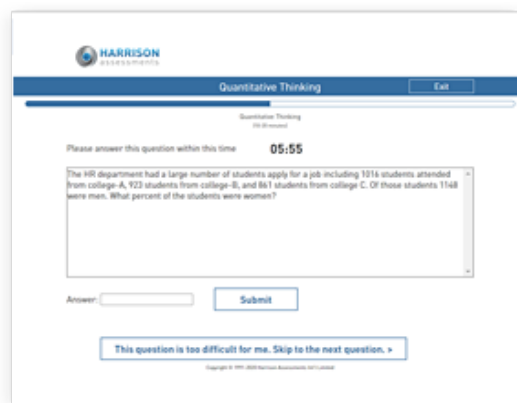 HARRISON
assessments
Quantitative Thinking
Exit
Quantitative Thinking
Please answer this question within this time 05:55
The HR department had a large number of students apply for a job including 1016 students attended
from college-A, 923 students from college-B, and 861 students from college C. Of those students 1148
were men. What percent of the students were women?
Answer:
Submit
This question is too difficult for me. Skip to the next question. »